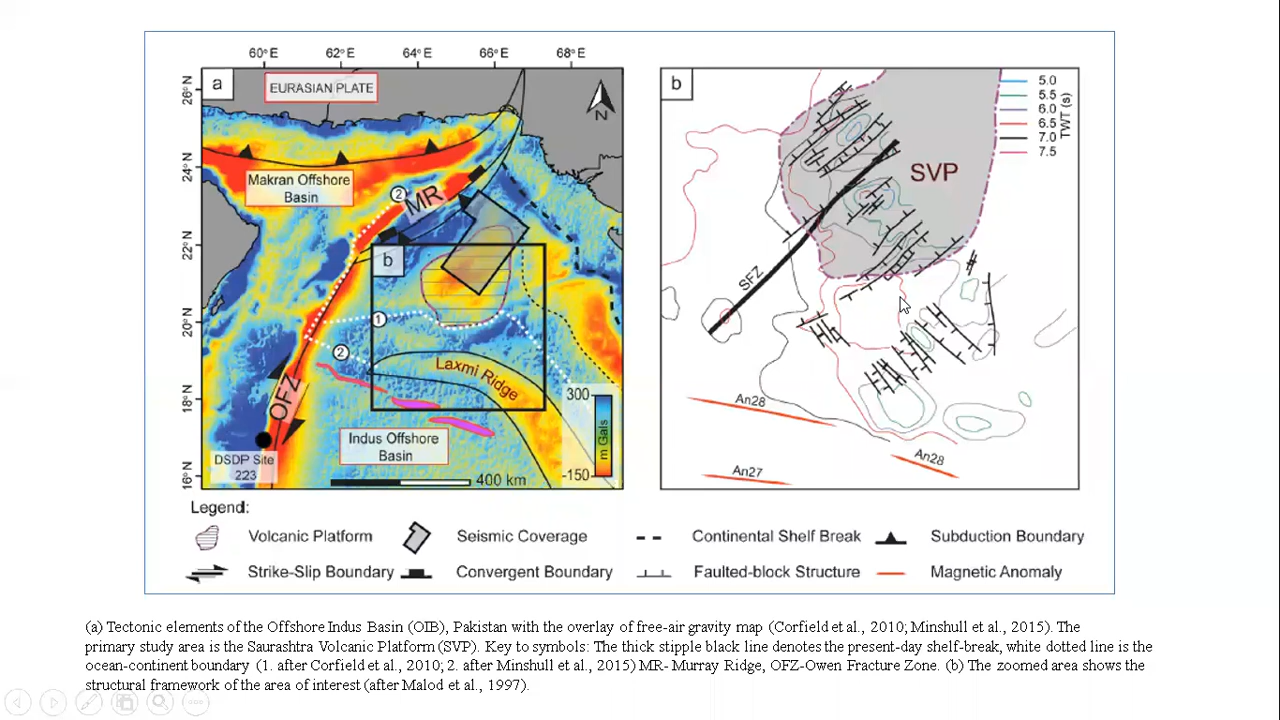 60°E 62°E 64°E 66°E 68°E
a
EURASIAN PLATE
N
26°N
24°N
22°N
20°N
18°N
16°N
Makran Offshore
Basin
2
MR
b
1
2
Laxmi Ridge
OFZ
Indus Offshore
Basin
DSDP Site
223
300
m Gals
-150
400 km
b
5.0
5.5
6.0
6.5
7.0
7.5
TWT (s)
SVP
SFZ
An28
An28
An27
Legend:
Volcanic Platform Seismic Coverage Continental Shelf Break Subduction Boundary
Strike-Slip Boundary Convergent Boundary Faulted-block Structure Magnetic Anomaly
(a) Tectonic elements of the Offshore Indus Basin (OIB), Pakistan with the overlay of free-air gravity map (Corfield et al., 2010; Minshull et al., 2015). The
primary study area is the Saurashtra Volcanic Platform (SVP). Key to symbols: The thick stipple black line denotes the present-day shelf-break, white dotted line is the
ocean-continent boundary (1. after Corfield et al., 2010; 2. after Minshull et al., 2015) MR- Murray Ridge, OFZ-Owen Fracture Zone. (b) The zoomed area shows the
structural framework of the area of interest (after Malod et al., 1997).